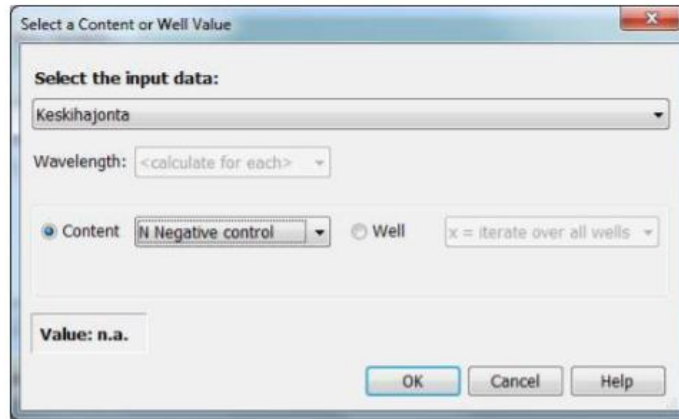 Select a Content or Well Value
Select the input data:
Keskihajonta
Wavelength: <calculate for each>
Content N Negative control Well x = iterate over all wells
Value: n.a.
OK Cancel Help